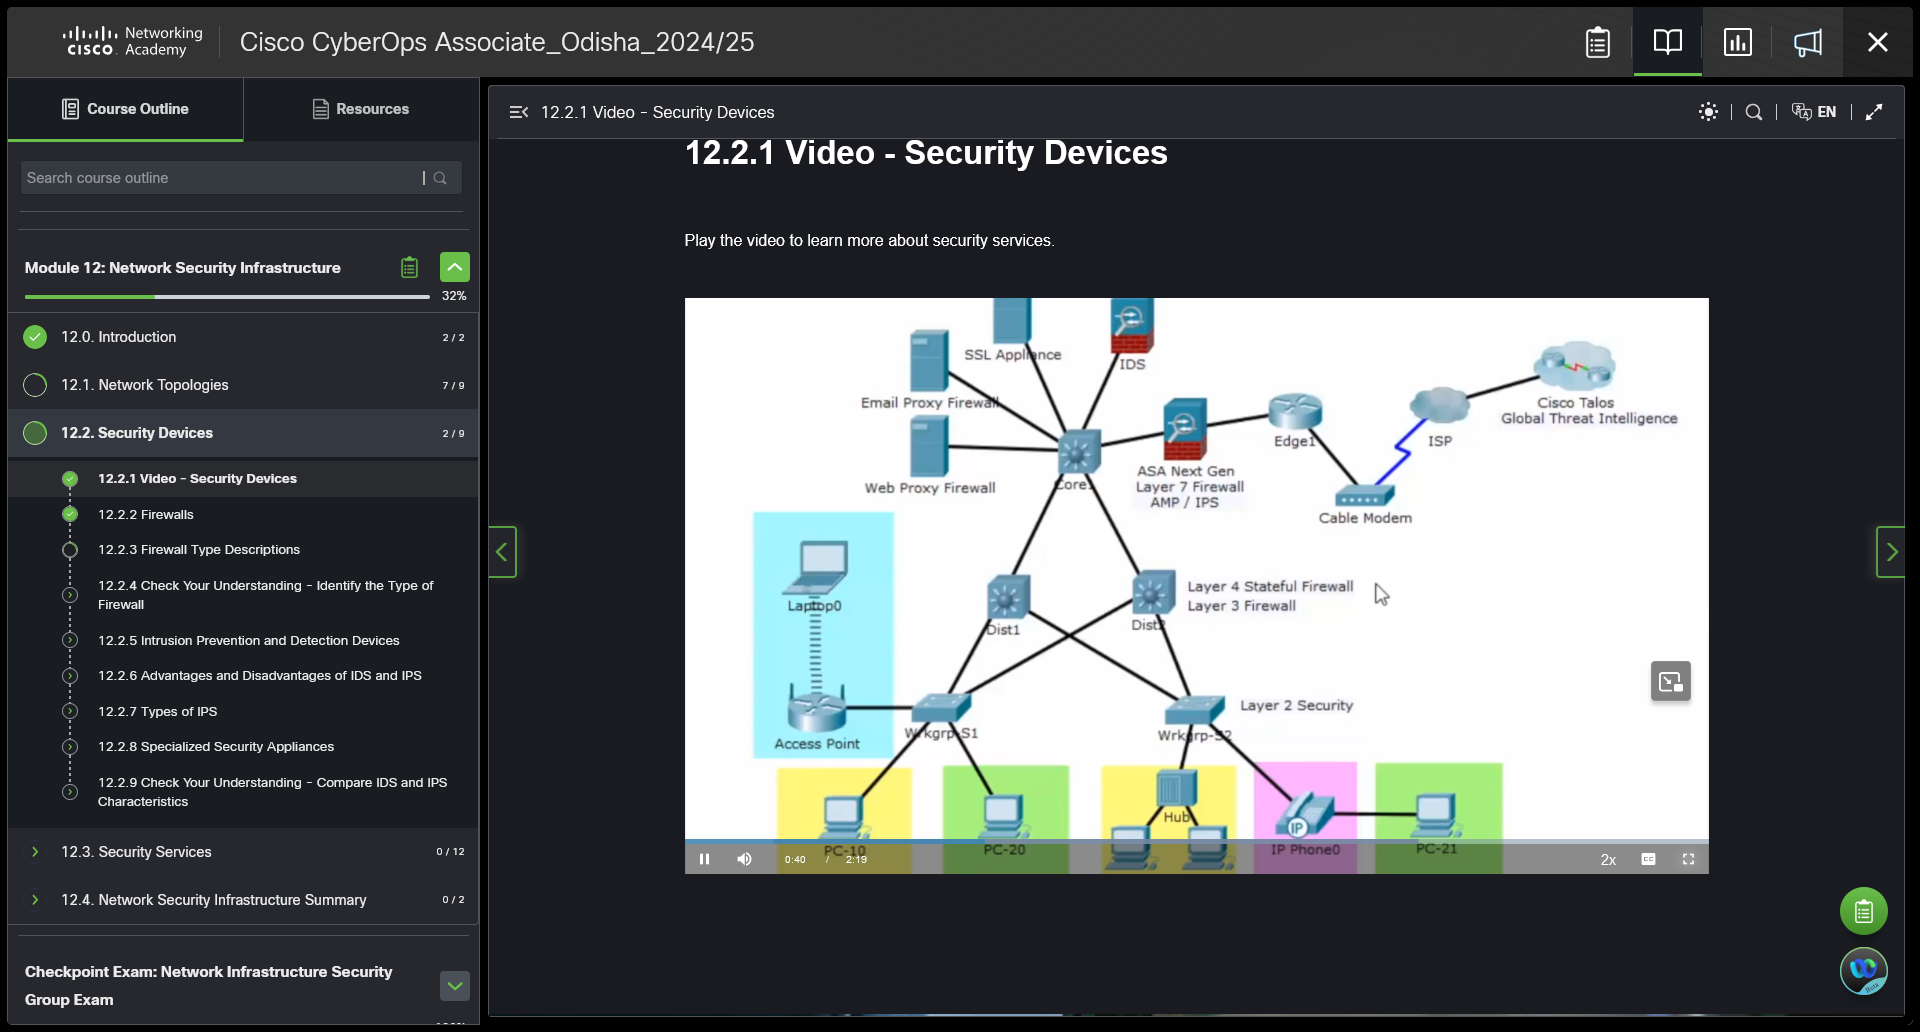 CISCO Networking Academy
Cisco CyberOps Associate_Odisha_2024/25
Course Outline
Resources
Search course outline
Module 12: Network Security Infrastructure
32%
12.0. Introduction 2 / 2
12.1. Network Topologies 7 / 9
12.2. Security Devices 2 / 9
12.2.1 Video - Security Devices
12.2.2 Firewalls
12.2.3 Firewall Type Descriptions
12.2.4 Check Your Understanding - Identify the Type of
Firewall
12.2.5 Intrusion Prevention and Detection Devices
12.2.6 Advantages and Disadvantages of IDS and IPS
12.2.7 Types of IPS
12.2.8 Specialized Security Appliances
12.2.9 Check Your Understanding - Compare IDS and IPS
Characteristics
12.3. Security Services 0 / 12
12.4. Network Security Infrastructure Summary 0 / 2
Checkpoint Exam: Network Infrastructure Security
Group Exam
12.2.1 Video - Security Devices
EN
12.2.1 Video - Security Devices
Play the video to learn more about security services.
SSL Appliance
IDS
Email Proxy Firewall
Cisco Talos
Global Threat Intelligence
Edge1
ISP
Web Proxy Firewall
Core1
ASA Next Gen
Layer 7 Firewall
AMP / IPS
Cable Modem
Laptop0
Dist1
Dist2
Layer 4 Stateful Firewall
Layer 3 Firewall
Access Point
Wrkgrp-S1
Wrkgrp-S2
Layer 2 Security
Hub
IP
PC-10
PC-20
IP Phone0
PC-21
0:40 / 2:19
2x
CC
Beta